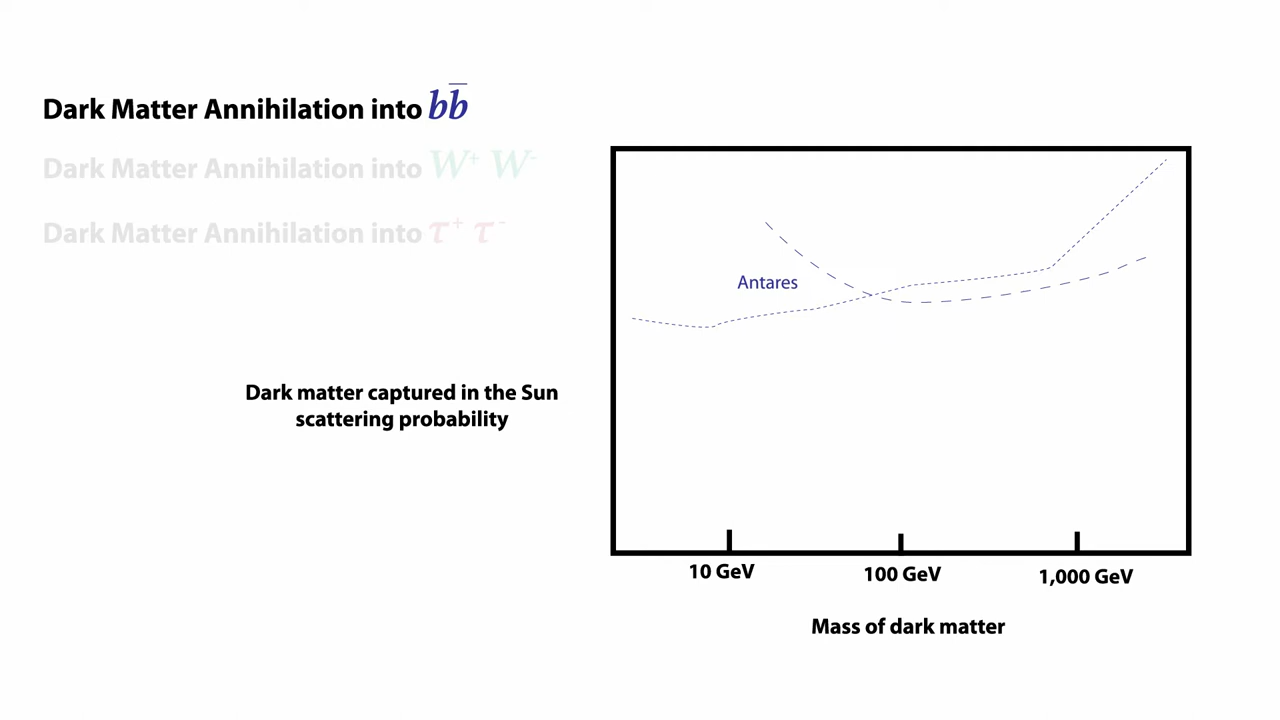 Dark Matter Annihilation into bb̅
Dark Matter Annihilation into W⁺ W⁻
Dark Matter Annihilation into τ⁺ τ⁻
Antares
Dark matter captured in the Sun
scattering probability
10 GeV
100 GeV
1,000 GeV
Mass of dark matter